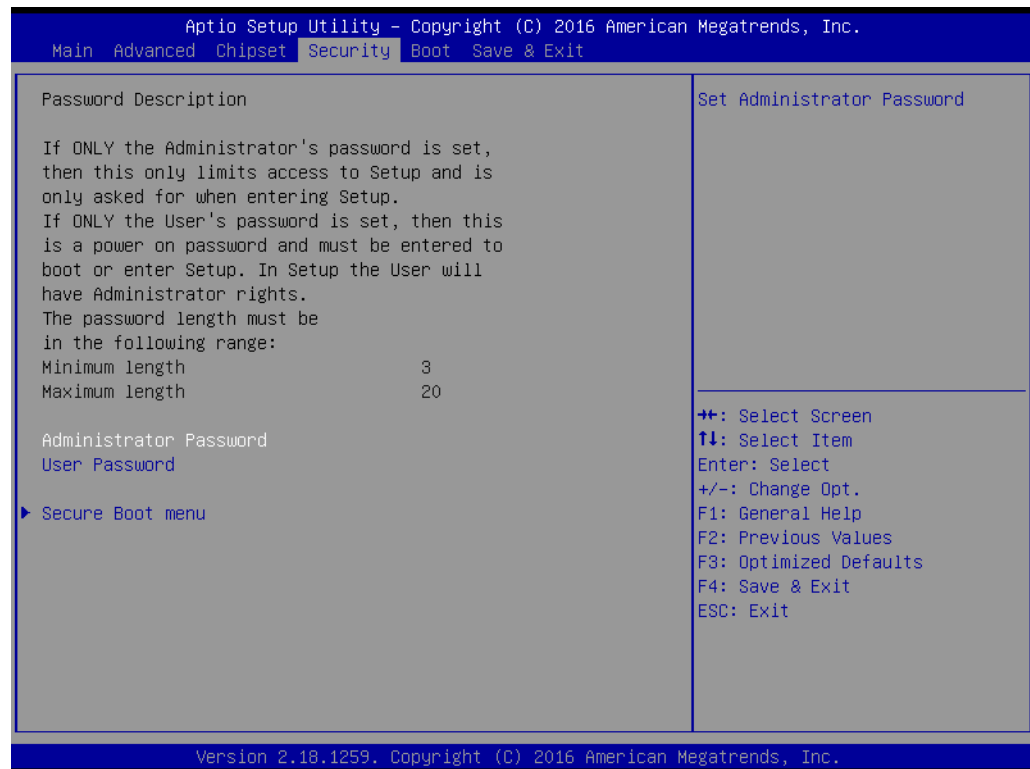 Aptio Setup Utility – Copyright (C) 2016 American Megatrends, Inc.
Main Advanced Chipset Security Boot Save & Exit
Password Description
If ONLY the Administrator's password is set,
then this only limits access to Setup and is
only asked for when entering Setup.
If ONLY the User's password is set, then this
is a power on password and must be entered to
boot or enter Setup. In Setup the User will
have Administrator rights.
The password length must be
in the following range:
Minimum length 3
Maximum length 20
Administrator Password
User Password
Secure Boot menu
Set Administrator Password
→←: Select Screen
↑↓: Select Item
Enter: Select
+/-: Change Opt.
F1: General Help
F2: Previous Values
F3: Optimized Defaults
F4: Save & Exit
ESC: Exit
Version 2.18.1259. Copyright (C) 2016 American Megatrends, Inc.